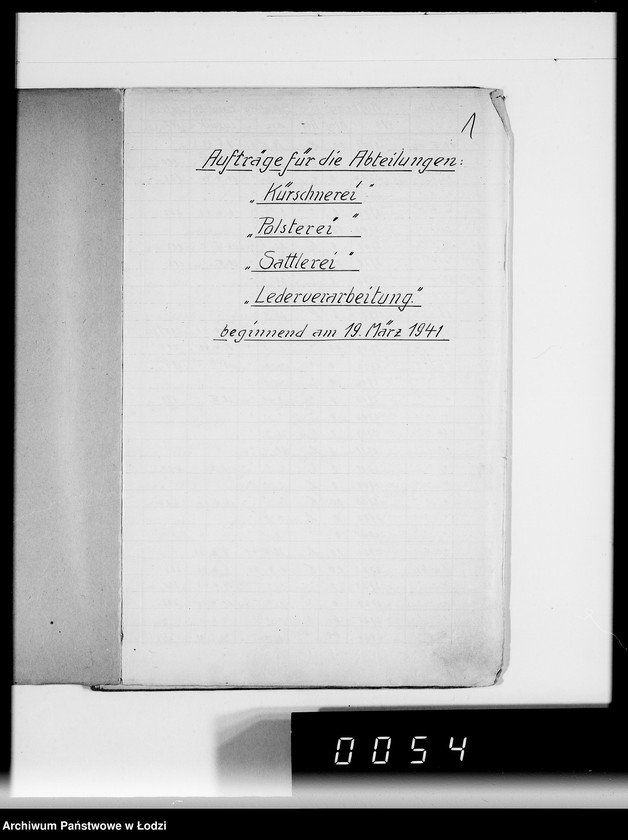 1
Aufträge für die Abteilungen:
„Kürschnerei"
„Polsterei"
„Sattlerei"
„Lederverarbeitung."
beginnend am 19. März 1941
0054
Archiwum Państwowe w Łodzi